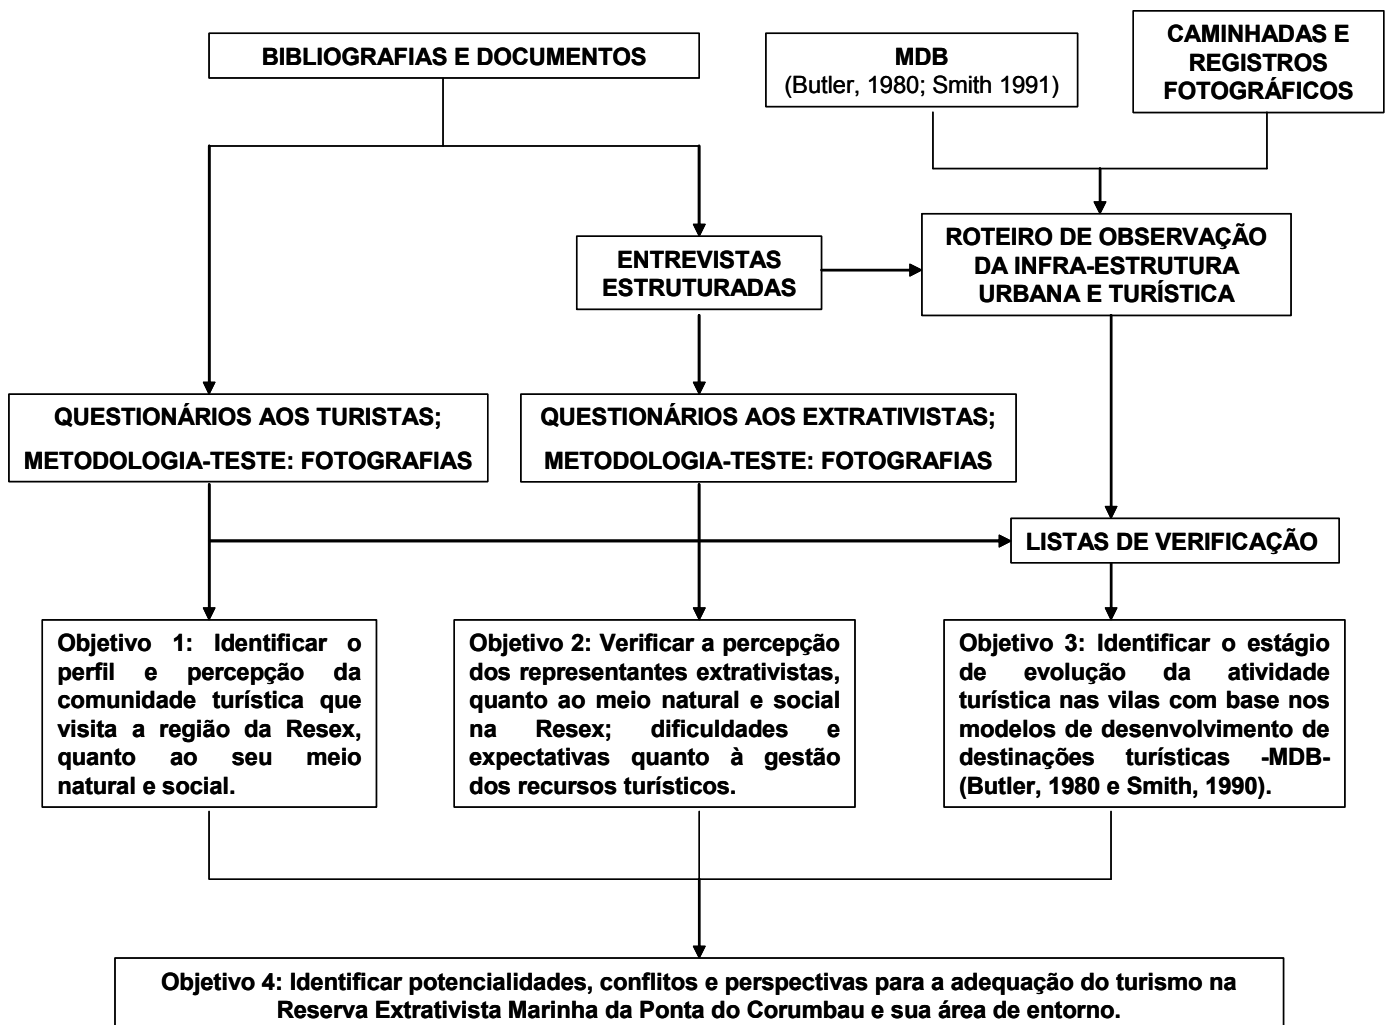 BIBLIOGRAFIAS E DOCUMENTOS
MDB
(Butler, 1980; Smith 1991)
CAMINHADAS E
REGISTROS
FOTOGRÁFICOS
ENTREVISTAS
ESTRUTURADAS
ROTEIRO DE OBSERVAÇÃO
DA INFRA-ESTRUTURA
URBANA E TURÍSTICA
QUESTIONÁRIOS AOS TURISTAS;
METODOLOGIA-TESTE: FOTOGRAFIAS
QUESTIONÁRIOS AOS EXTRATIVISTAS;
METODOLOGIA-TESTE: FOTOGRAFIAS
LISTAS DE VERIFICAÇÃO
Objetivo 1: Identificar o
perfil e percepção da
comunidade turística que
visita a região da Resex,
quanto ao seu meio
natural e social.
Objetivo 2: Verificar a percepção
dos representantes extrativistas,
quanto ao meio natural e social
na Resex; dificuldades e
expectativas quanto à gestão
dos recursos turísticos.
Objetivo 3: Identificar o estágio
de evolução da atividade
turística nas vilas com base nos
modelos de desenvolvimento de
destinações turísticas -MDB-
(Butler, 1980 e Smith, 1990).
Objetivo 4: Identificar potencialidades, conflitos e perspectivas para a adequação do turismo na
Reserva Extrativista Marinha da Ponta do Corumbau e sua área de entorno.